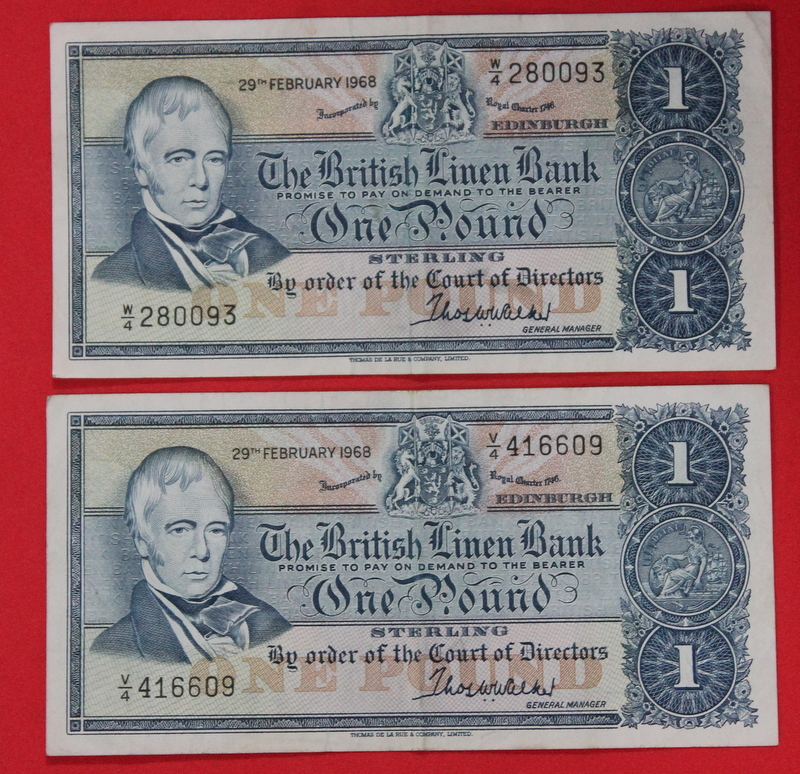 29TH FEBRUARY 1968
W/4 280093
Incorporated by Royal Charter 1746.
EDINBURGH
The British Linen Bank
PROMISE TO PAY ON DEMAND TO THE BEARER
One Pound
STERLING
By order of the Court of Directors
ONE POUND
W/4 280093
Thos W Walker
GENERAL MANAGER
THOMAS DE LA RUE & COMPANY, LIMITED.
1
1
29TH FEBRUARY 1968
V/4 416609
Incorporated by Royal Charter 1746.
EDINBURGH
The British Linen Bank
PROMISE TO PAY ON DEMAND TO THE BEARER
One Pound
STERLING
By order of the Court of Directors
ONE POUND
V/4 416609
Thos W Walker
GENERAL MANAGER
THOMAS DE LA RUE & COMPANY, LIMITED.
1
1